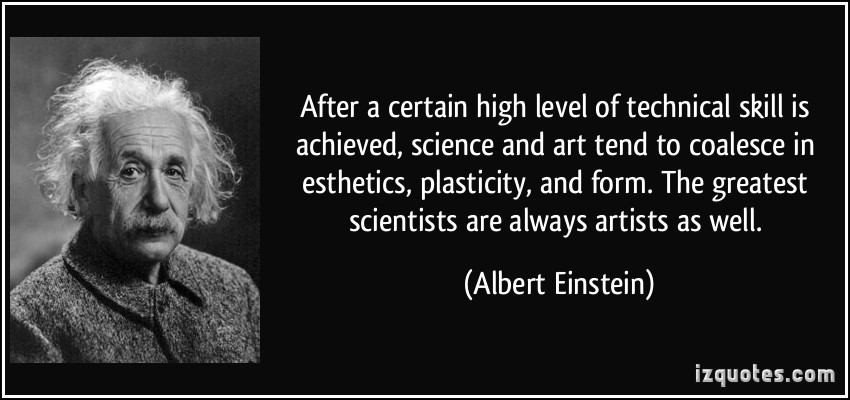 After a certain high level of technical skill is
achieved, science and art tend to coalesce in
esthetics, plasticity, and form. The greatest
scientists are always artists as well.
(Albert Einstein)
izquotes.com